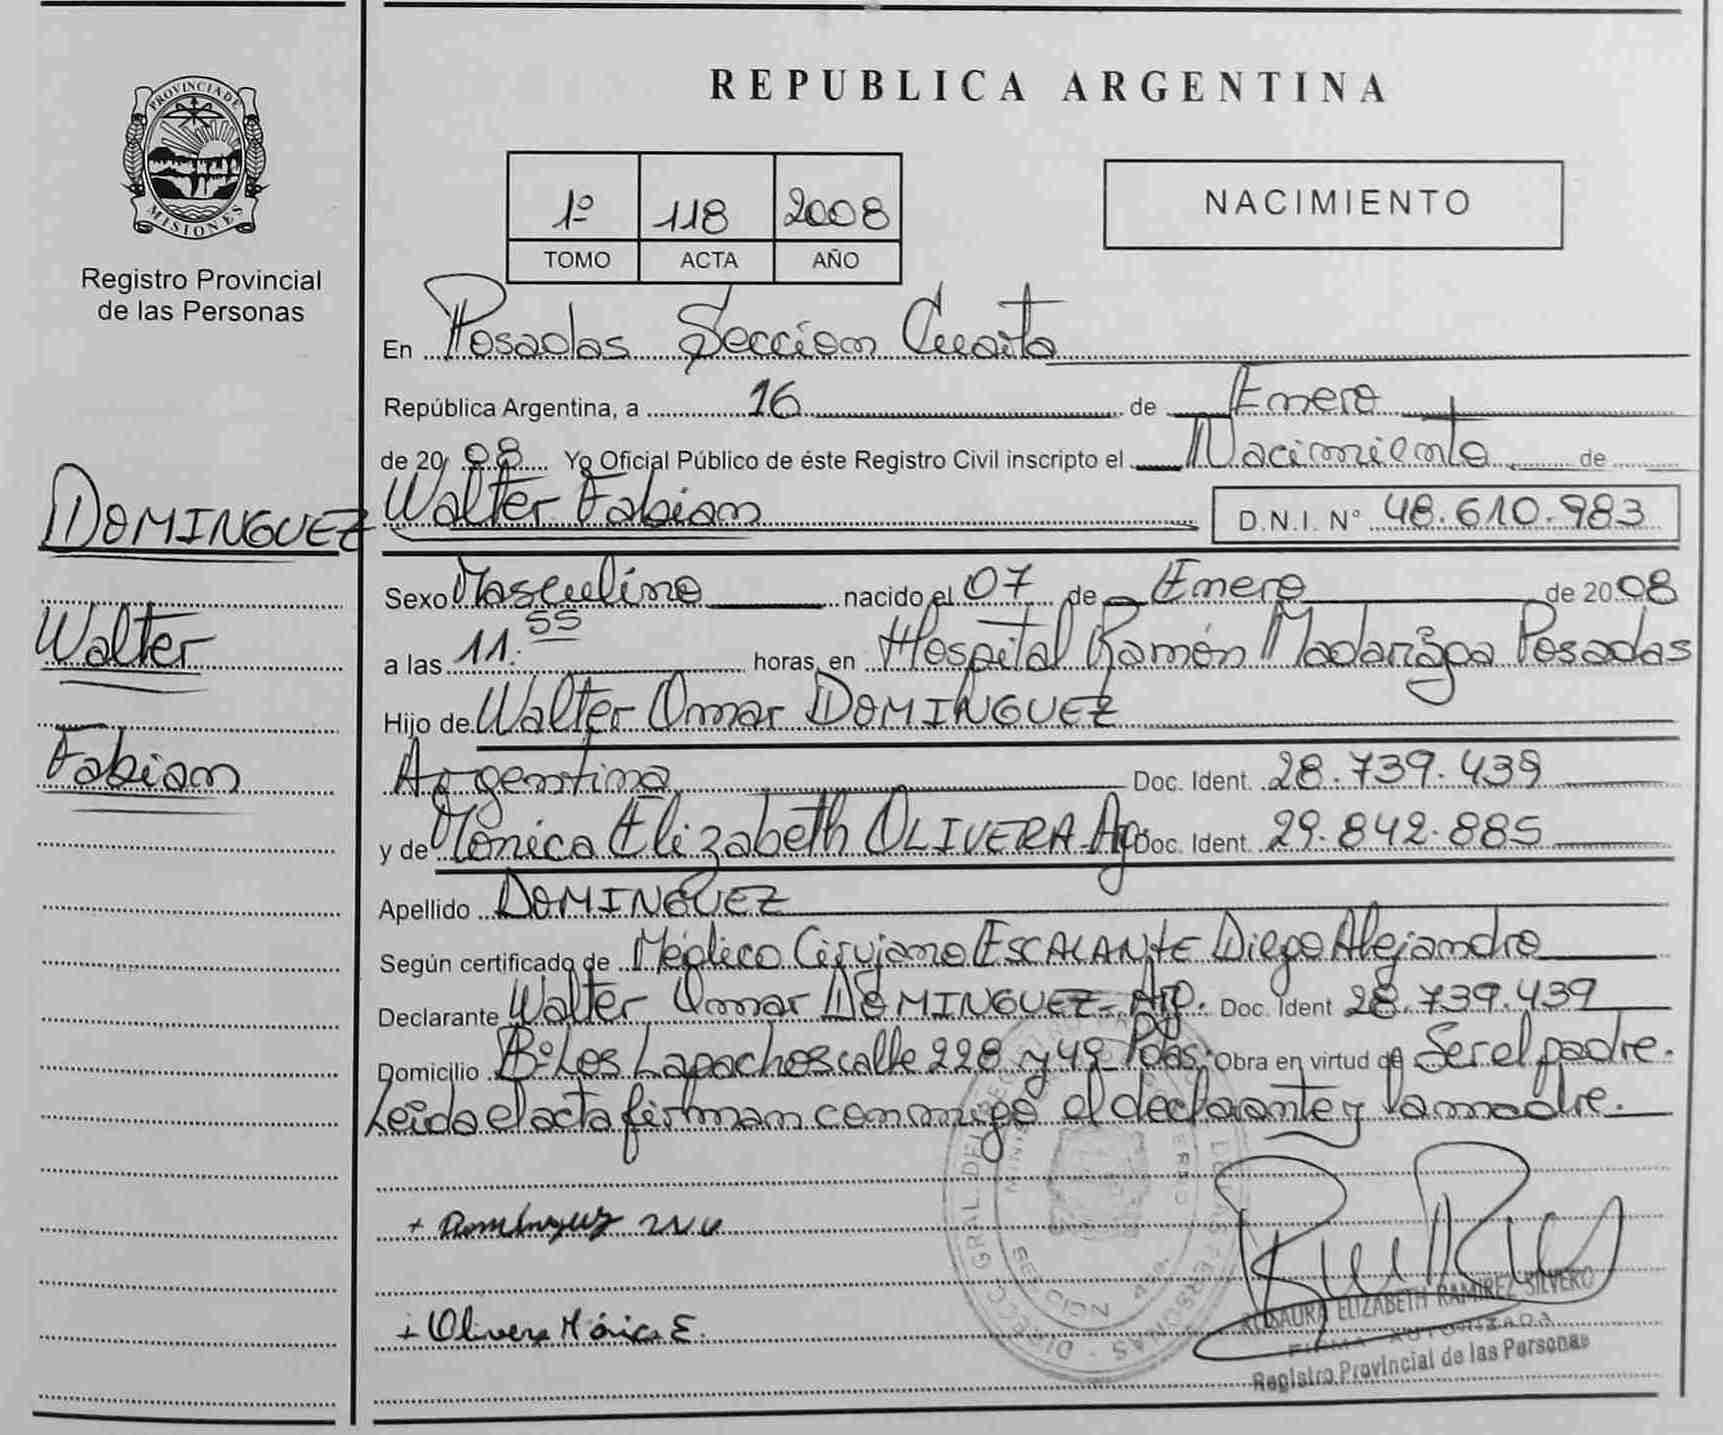 PROVINCIA DE
MISIONES
Registro Provincial
de las Personas
DOMINGUEZ
Walter
Fabian
REPUBLICA ARGENTINA
1º 118 2008
TOMO ACTA AÑO
NACIMIENTO
En Posadas Seccion Cuarta
República Argentina, a 16 de Enero
de 2008 Yo Oficial Público de éste Registro Civil inscripto el Nacimiento de
Walter Fabian D.N.I. Nº 48.610.983
Sexo Masculino nacido el 07 de Enero de 2008
a las 11:55 horas, en Hospital Ramón Madariaga Posadas
Hijo de Walter Omar DOMINGUEZ
Argentina Doc. Ident. 28.739.439
y de Mónica Elizabeth OLIVERA Ag. Doc. Ident. 29.842.885
Apellido DOMINGUEZ
Según certificado de Médico Cirujano ESCALANTE Diego Alejandro
Declarante Walter Omar DOMINGUEZ - Arg. Doc. Ident 28.739.439
Domicilio Bº Los Lapachos calle 228 y 49 Pdas. Obra en virtud de Ser el padre.
Leida el acta firman conmigo el declarante y la madre.
+ Domínguez
+ Olivera Mónica E.
ROSAURA ELIZABETH RAMIREZ SILVERO
FIRMA AUTORIZADA
Registro Provincial de las Personas